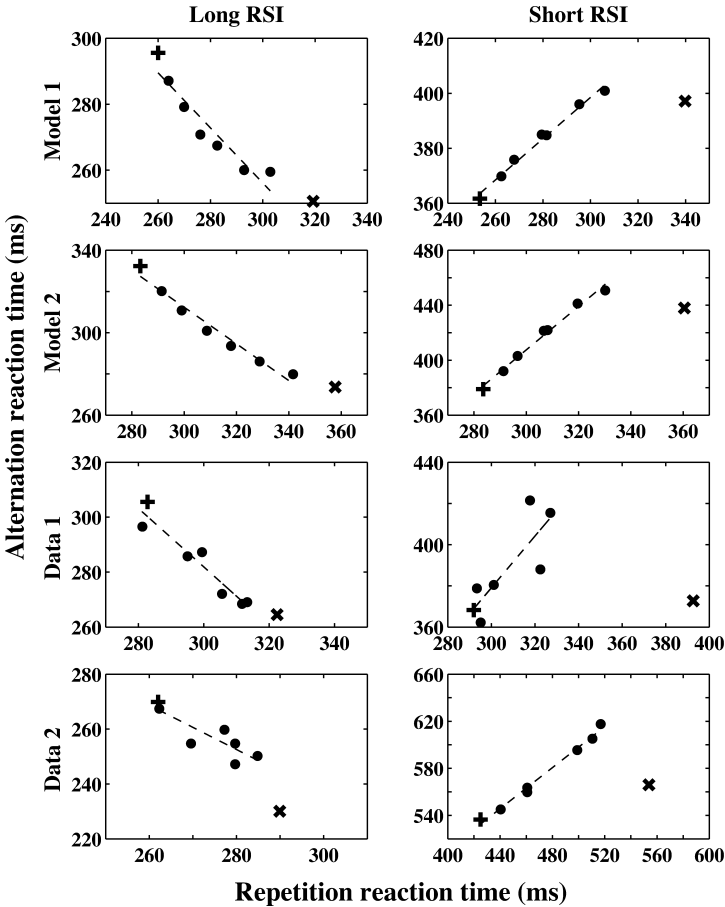 Long RSI Short RSI
Alternation reaction time (ms)
Model 1
300
280
260
240 260 280 300 320 340
420
400
380
360
240 260 280 300 320 340
Model 2
340
320
300
280
260
280 300 320 340 360
480
440
400
360
280 300 320 340 360
Data 1
320
300
280
260
280 300 320 340
440
400
360
280 300 320 340 360 380 400
Data 2
280
260
240
220
260 280 300
660
620
580
540
400 440 480 520 560 600
Repetition reaction time (ms)